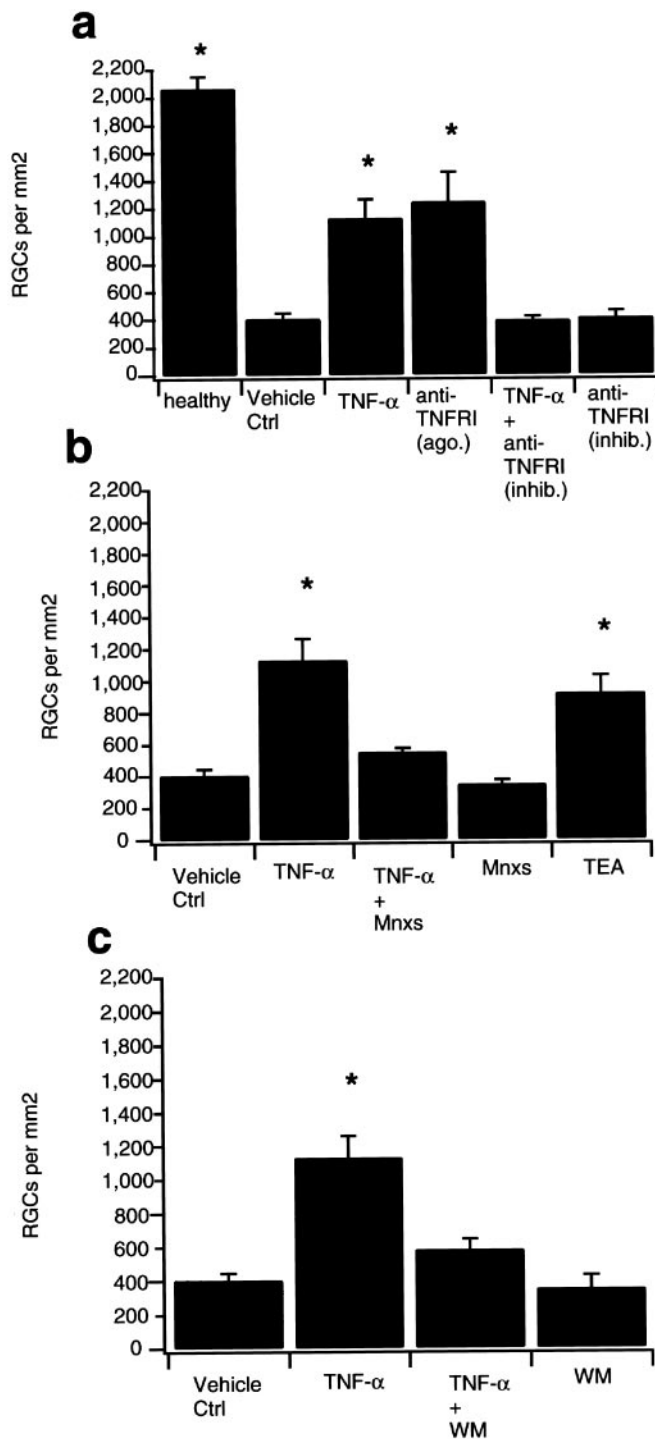 a
*
*
*
2,200
2,000
1,800
1,600
1,400
1,200
1,000
800
600
400
200
0
RGCs per mm2
healthy
Vehicle
Ctrl
TNF-α
anti-
TNFRI
(ago.)
TNF-α
+
anti-
TNFRI
(inhib.)
anti-
TNFRI
(inhib.)
b
*
*
2,200
2,000
1,800
1,600
1,400
1,200
1,000
800
600
400
200
0
RGCs per mm2
Vehicle
Ctrl
TNF-α
TNF-α
+
Mnxs
Mnxs
TEA
c
*
2,200
2,000
1,800
1,600
1,400
1,200
1,000
800
600
400
200
0
RGCs per mm2
Vehicle
Ctrl
TNF-α
TNF-α
+
WM
WM